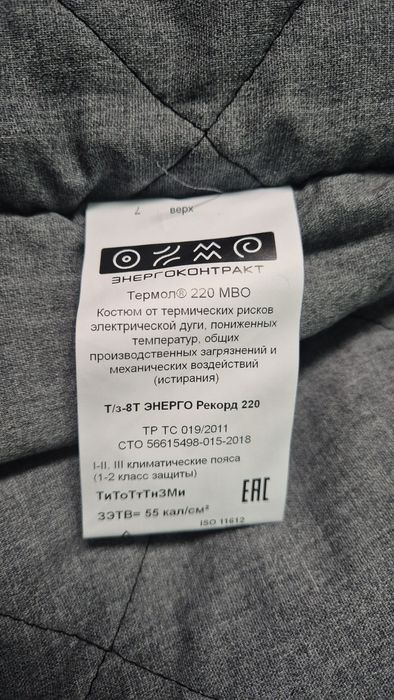 верх
ЭНЕРГОКОНТРАКТ
Термол® 220 МВО
Костюм от термических рисков
электрической дуги, пониженных
температур, общих
производственных загрязнений и
механических воздействий
(истирания)
Т/з-8Т ЭНЕРГО Рекорд 220
ТР ТС 019/2011
СТО 56615498-015-2018
I-II, III климатические пояса
(1-2 класс защиты)
ТиТоТтТнЗМи
ЕАС
ЗЭТВ= 55 кал/см²
ISO 11612